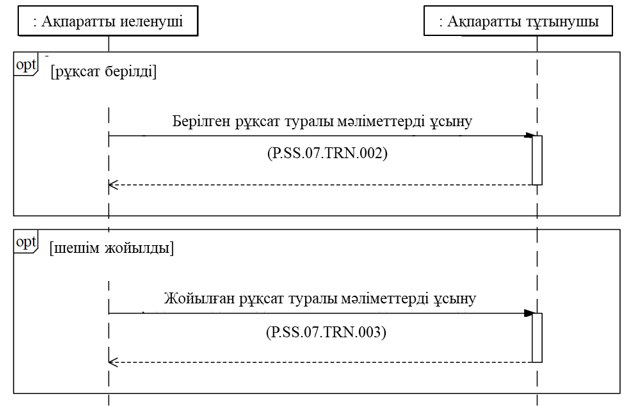 : Ақпаратты иеленуші
: Ақпаратты тұтынушы
opt
[рұқсат берілді]
Берілген рұқсат туралы мәліметтерді ұсыну
(P.SS.07.TRN.002)
opt
[шешім жойылды]
Жойылған рұқсат туралы мәліметтерді ұсыну
(P.SS.07.TRN.003)